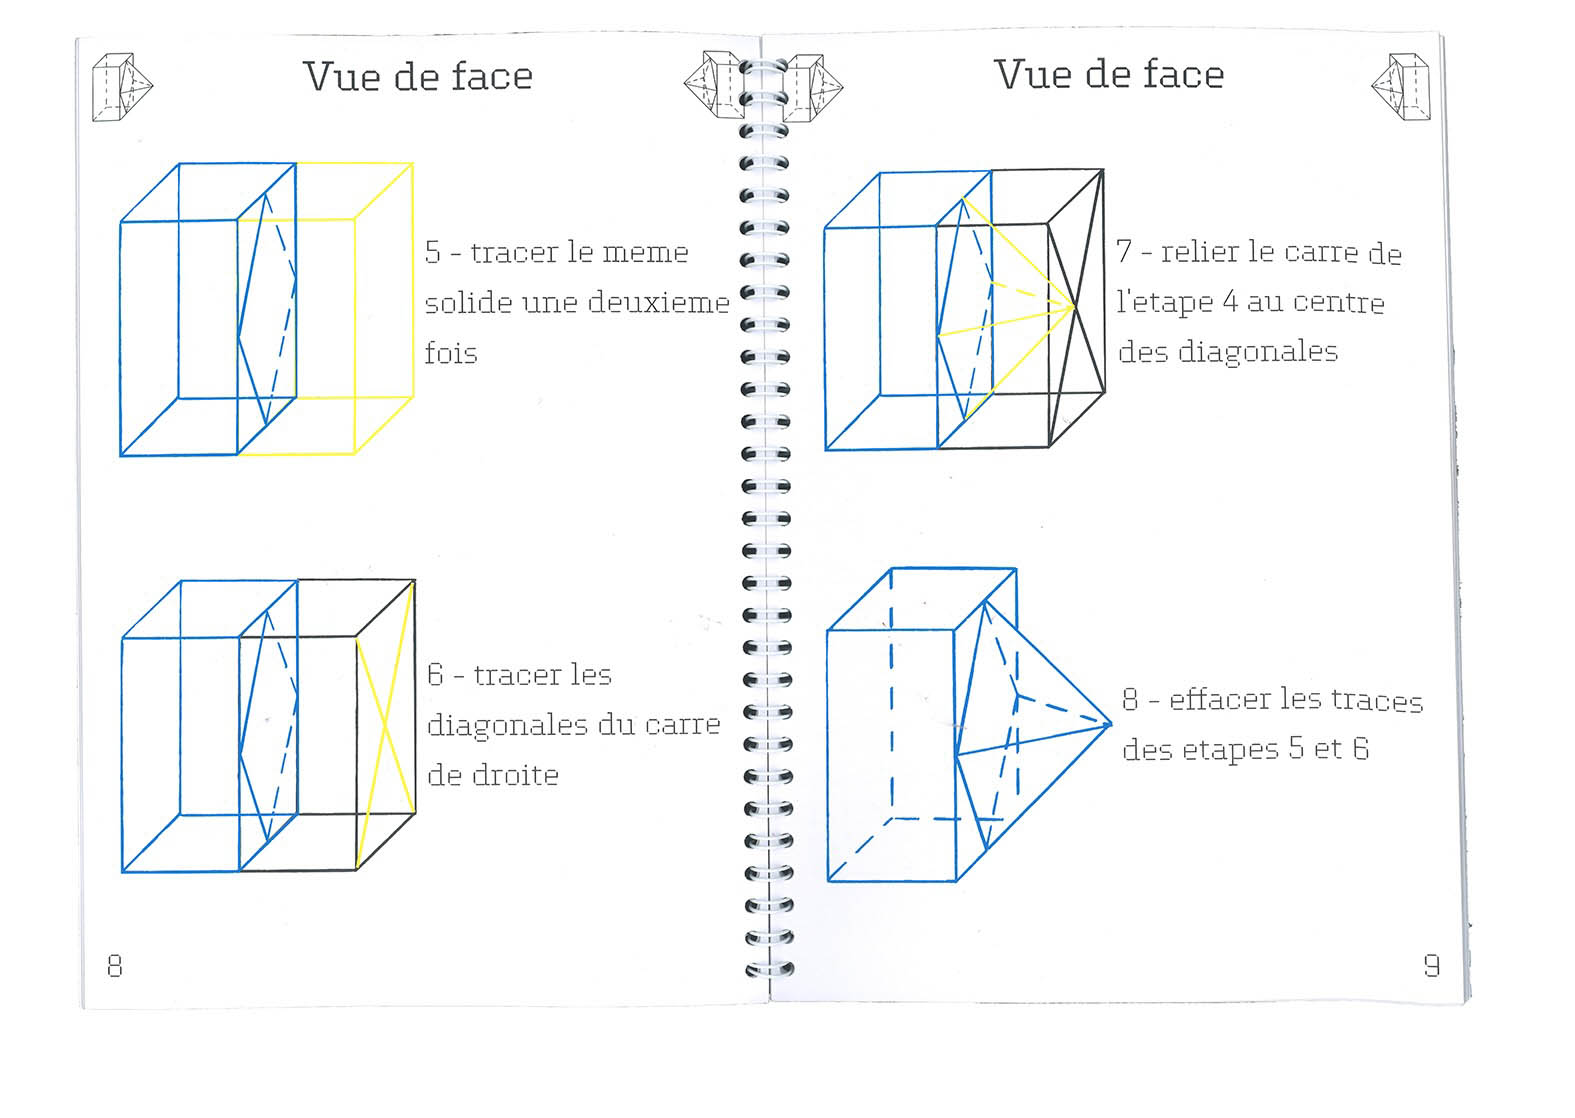 Vue de face
5 - tracer le meme
solide une deuxieme
fois
6 - tracer les
diagonales du carre
de droite
8
Vue de face
7 - relier le carre de
l'etape 4 au centre
des diagonales
8 - effacer les traces
des etapes 5 et 6
9